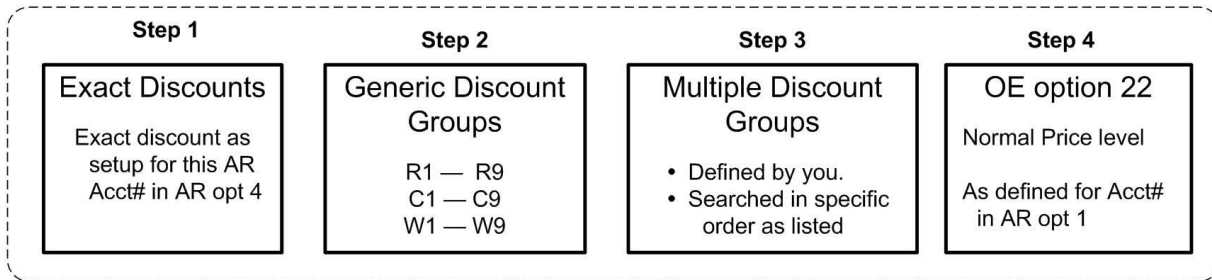 Step 1
Exact Discounts
Exact discount as
setup for this AR
Acct# in AR opt 4
Step 2
Generic Discount
Groups
R1 — R9
C1 — C9
W1 — W9
Step 3
Multiple Discount
Groups
• Defined by you.
• Searched in specific
order as listed
Step 4
OE option 22
Normal Price level
As defined for Acct#
in AR opt 1